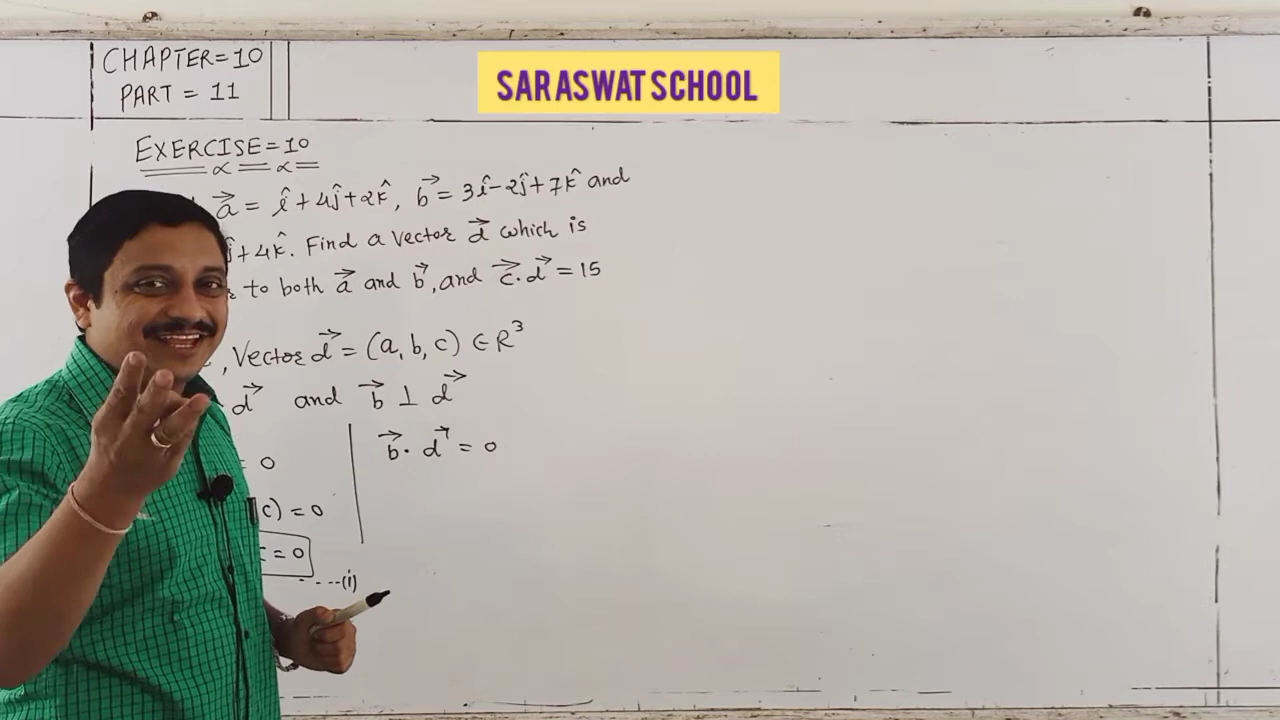 CHAPTER=10
PART = 11
SARASWAT SCHOOL
EXERCISE=10
a⃗ = î+4ĵ+2k̂, b⃗ = 3î-2ĵ+7k̂ and
ĵ+4k̂. Find a vector d⃗ which is
to both a⃗ and b⃗, and c⃗.d⃗ = 15
, Vector d⃗ = (a, b, c) ∈ R³
d⃗ and b⃗ ⊥ d⃗
= 0
b⃗. d⃗ = 0
c) = 0
= 0
----(i)